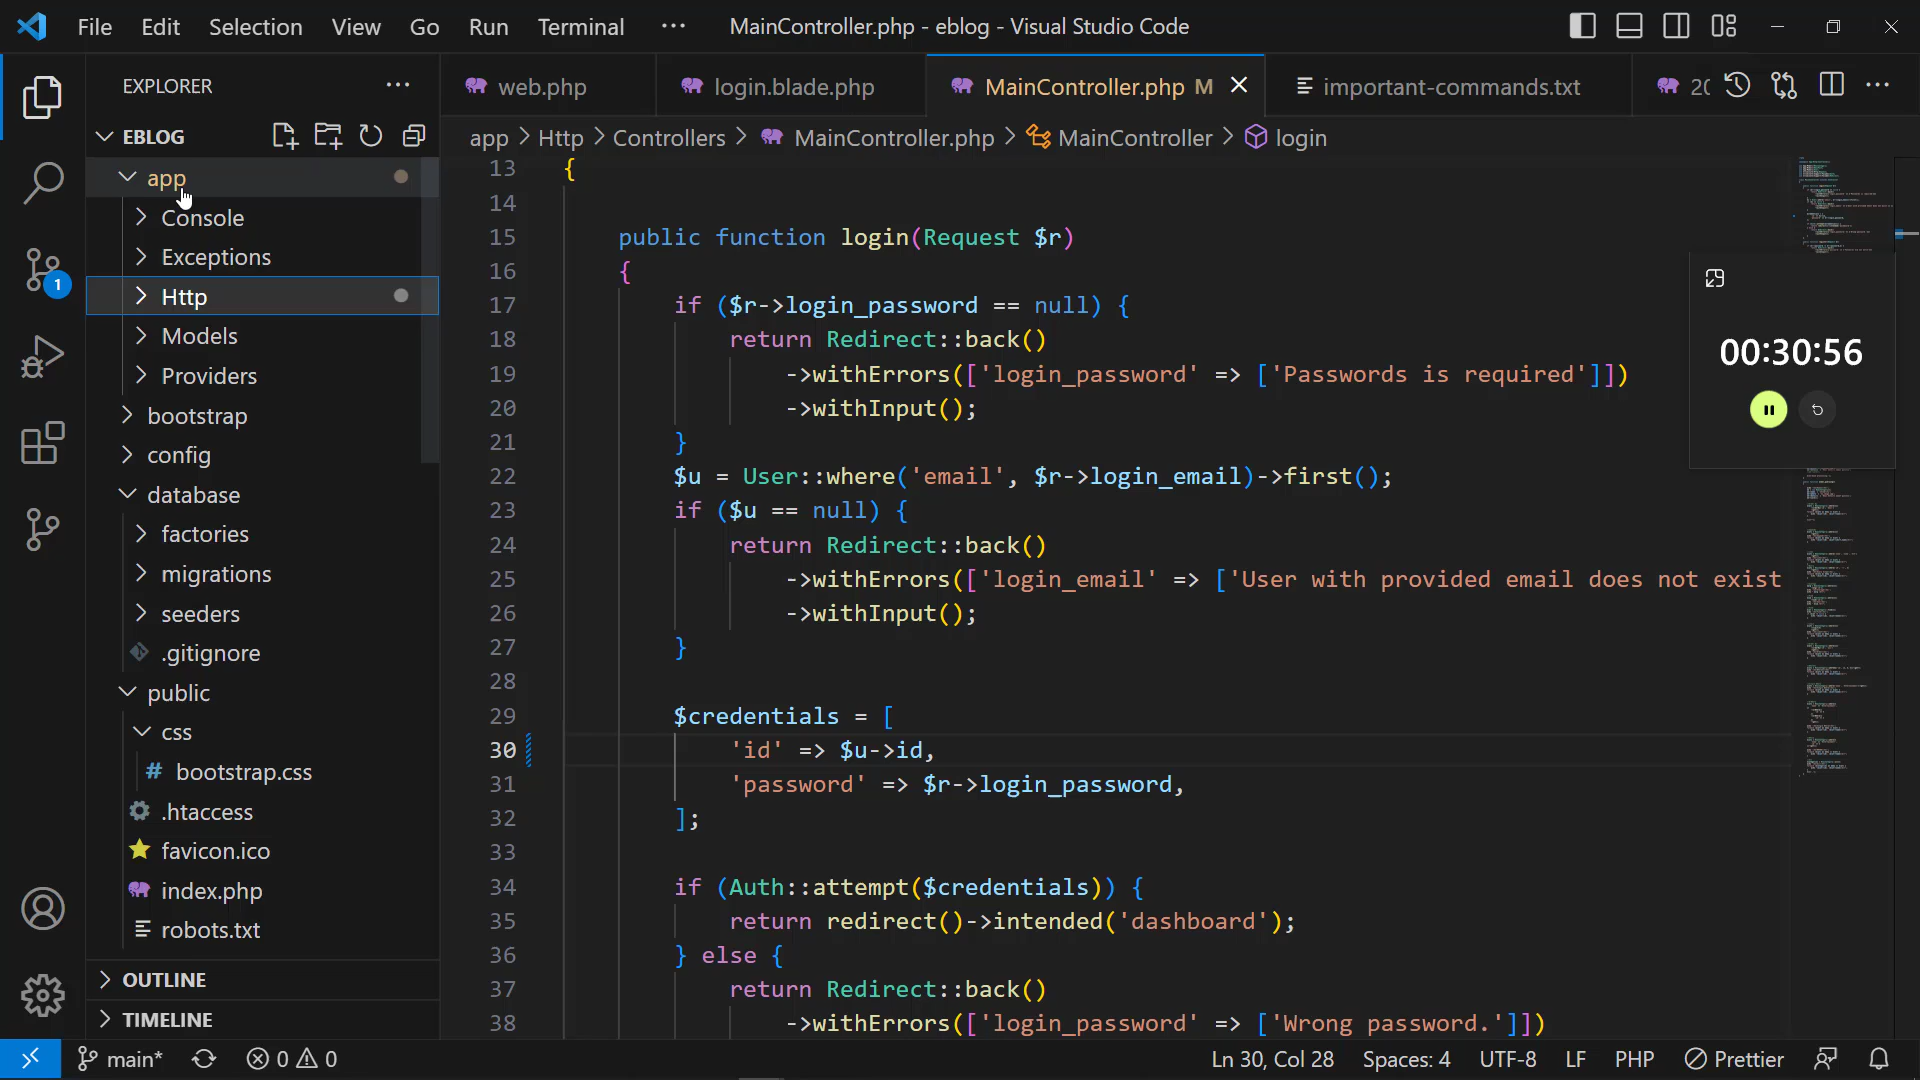 File Edit Selection View Go Run Terminal ··· MainController.php - eblog - Visual Studio Code
EXPLORER ···
web.php login.blade.php MainController.php M important-commands.txt 20 ···
EBLOG
app > Http > Controllers > MainController.php > MainController > login
app
Console
Exceptions
Http
Models
Providers
bootstrap
config
database
factories
migrations
seeders
.gitignore
public
css
# bootstrap.css
.htaccess
favicon.ico
index.php
robots.txt
OUTLINE
TIMELINE
1
13 {
14
15 public function login(Request $r)
16 {
17 if ($r->login_password == null) {
18 return Redirect::back()
19 ->withErrors(['login_password' => ['Passwords is required']])
20 ->withInput();
21 }
22 $u = User::where('email', $r->login_email)->first();
23 if ($u == null) {
24 return Redirect::back()
25 ->withErrors(['login_email' => ['User with provided email does not exist
26 ->withInput();
27 }
28
29 $credentials = [
30 'id' => $u->id,
31 'password' => $r->login_password,
32 ];
33
34 if (Auth::attempt($credentials)) {
35 return redirect()->intended('dashboard');
36 } else {
37 return Redirect::back()
38 ->withErrors(['login_password' => ['Wrong password.']])
00:30:56
main* 0 0 Ln 30, Col 28 Spaces: 4 UTF-8 LF PHP Prettier